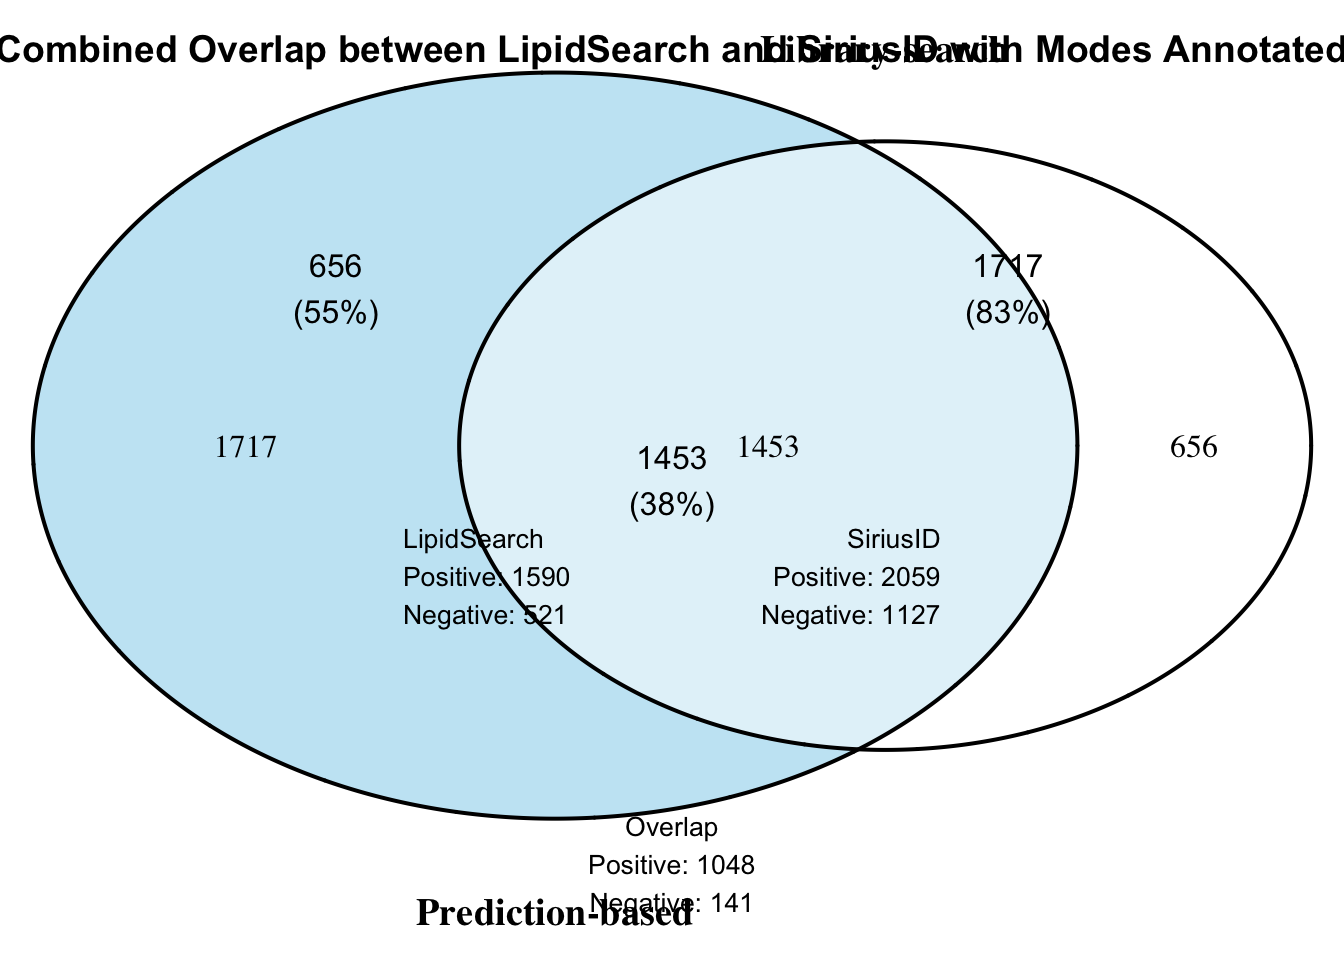 Combined Overlap between LipidSearch and SiriusID with Modes Annotated
Library-search
656
(55%)
1717
(83%)
1717
1453
(38%)
1453
656
LipidSearch
Positive: 1590
Negative: 521
SiriusID
Positive: 2059
Negative: 1127
Overlap
Positive: 1048
Negative: 141
Prediction-based